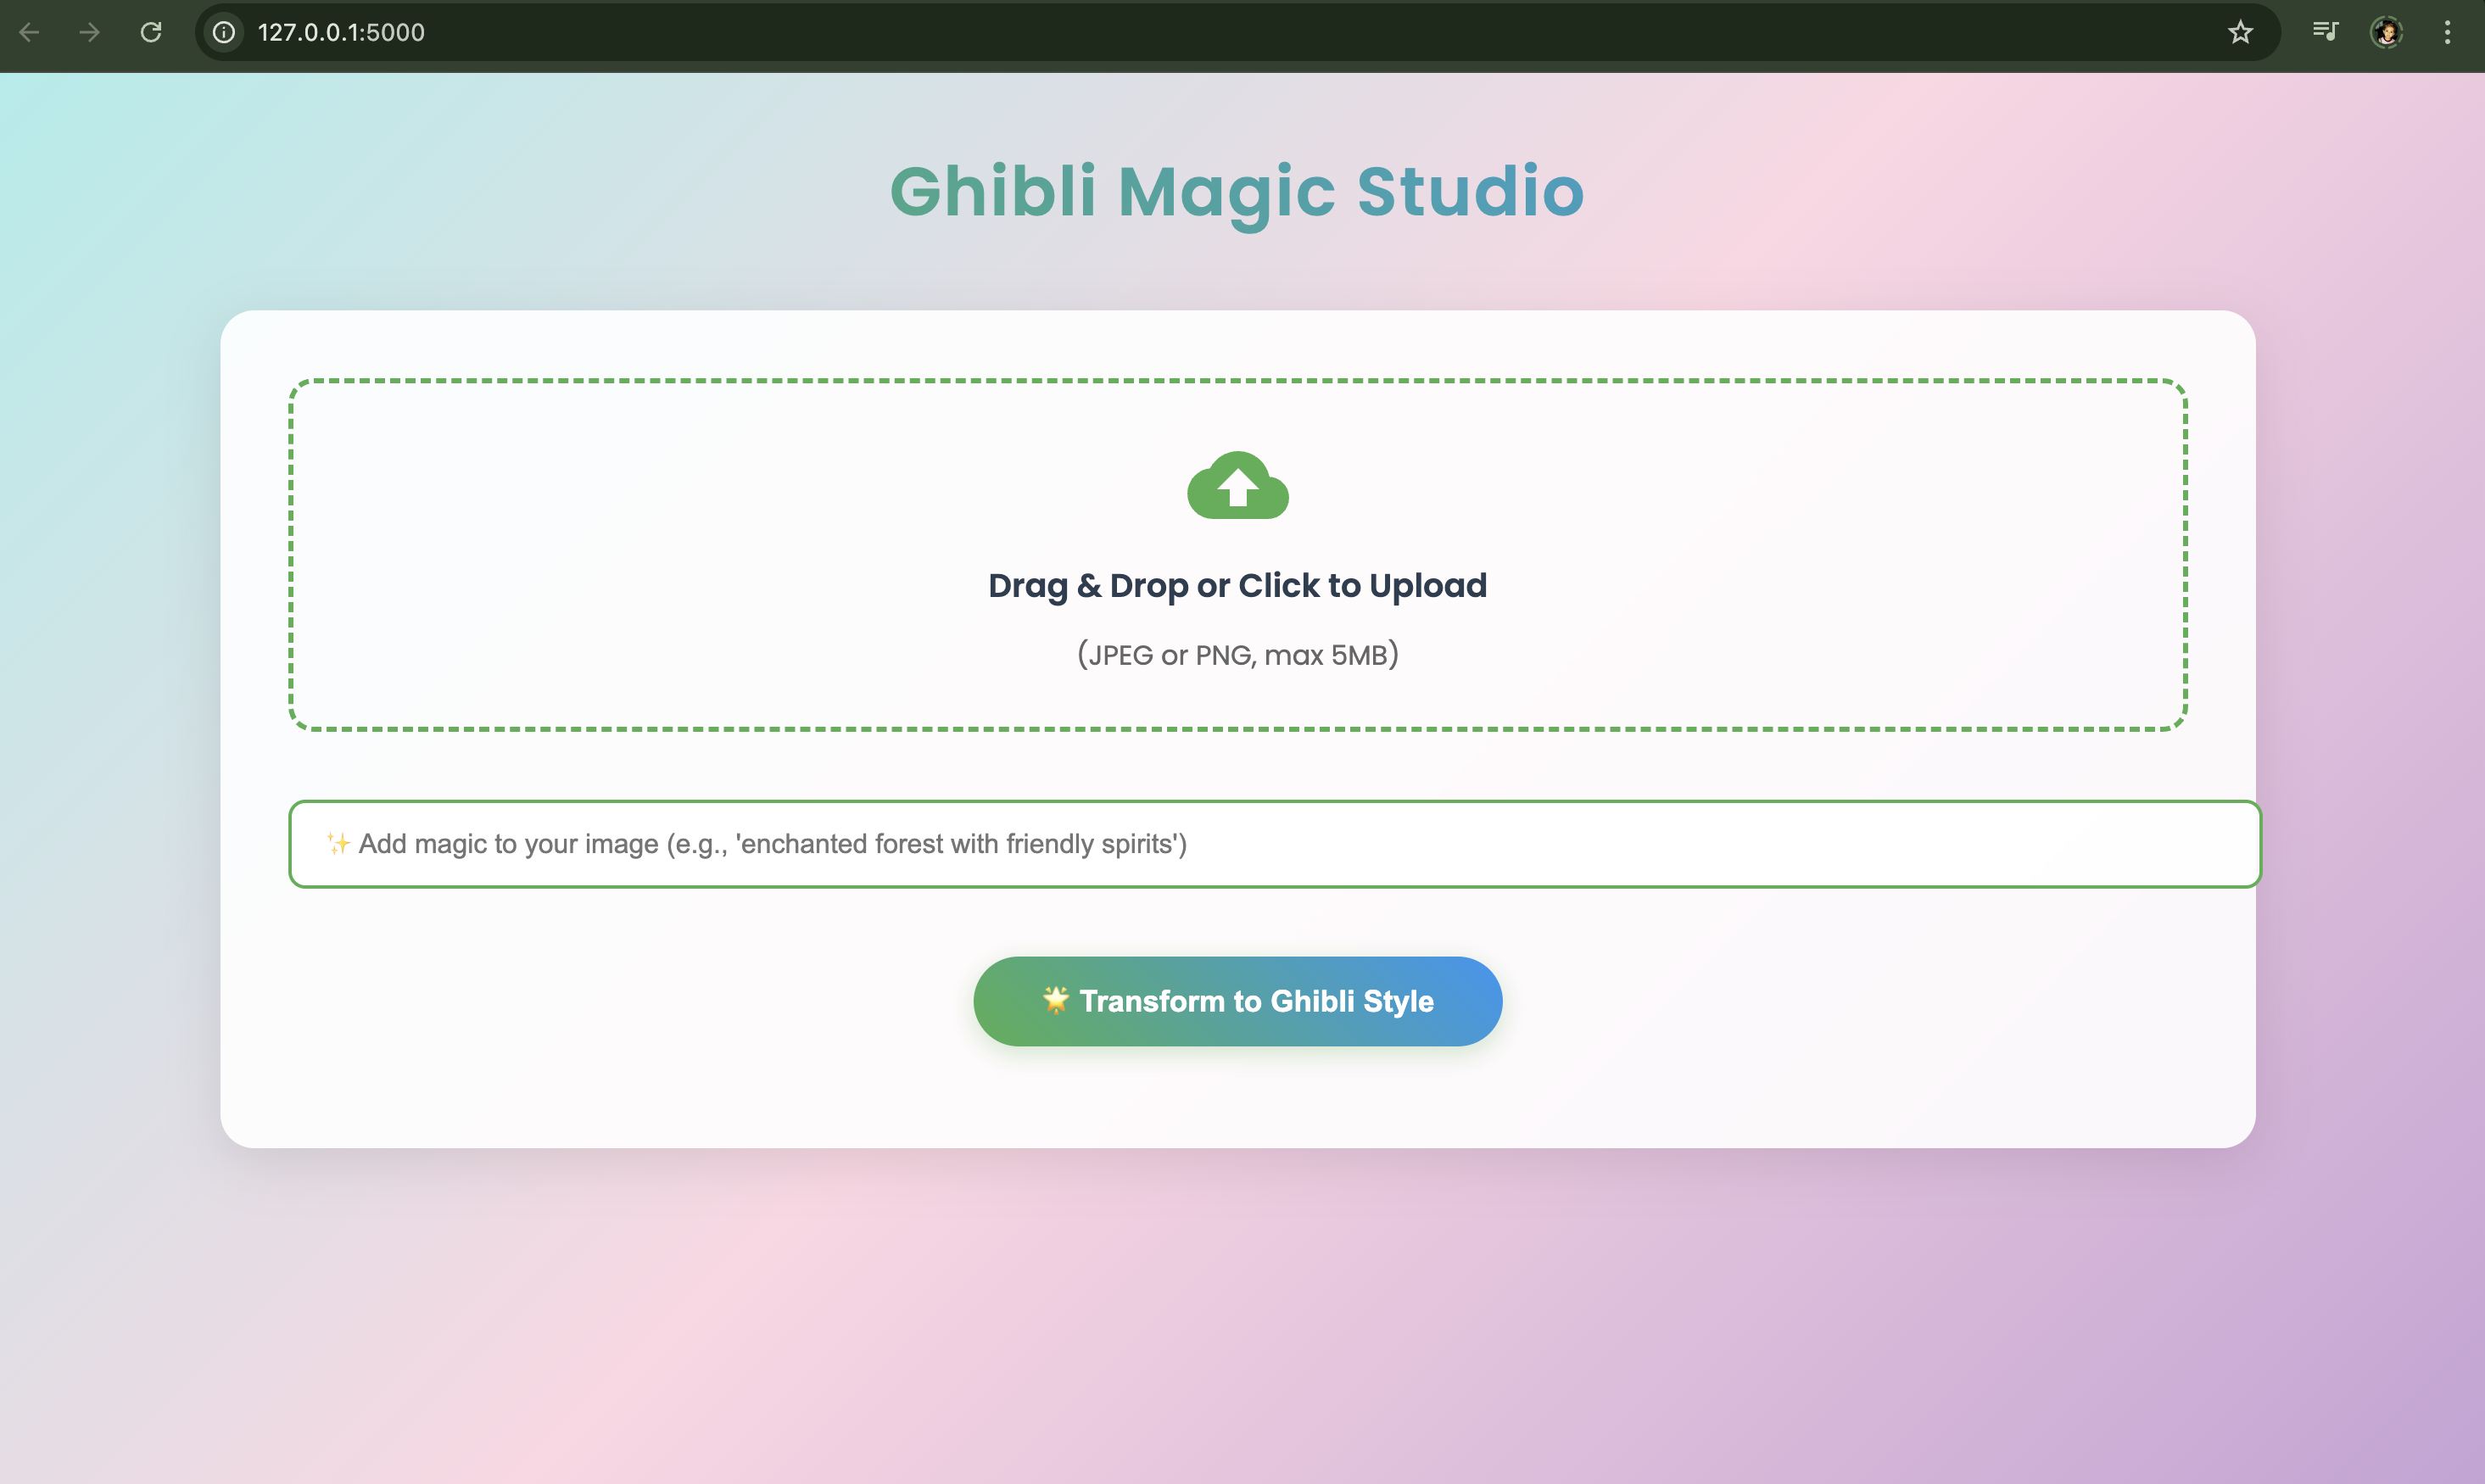 127.0.0.1:5000
Ghibli Magic Studio
Drag & Drop or Click to Upload
(JPEG or PNG, max 5MB)
✨ Add magic to your image (e.g., 'enchanted forest with friendly spirits')
🌟 Transform to Ghibli Style